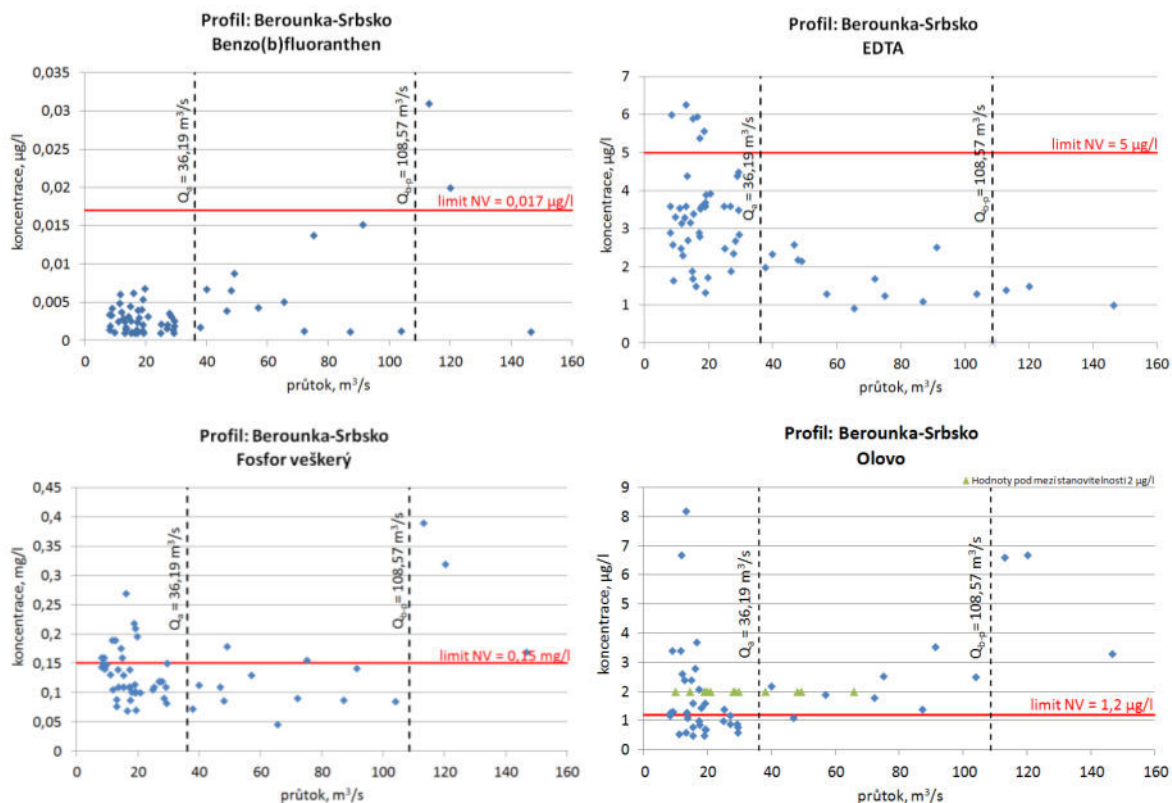 Profil: Berounka-Srbsko
Benzo(b)fluoranthen
koncentrace, µg/l
0,035
0,03
0,025
0,02
0,015
0,01
0,005
0
Qa = 36,19 m³/s
Qo-p = 108,57 m³/s
limit NV = 0,017 µg/l
0 20 40 60 80 100 120 140 160
průtok, m³/s
Profil: Berounka-Srbsko
EDTA
koncentrace, µg/l
7
6
5
4
3
2
1
0
Qa = 36,19 m³/s
Qo-p = 108,57 m³/s
limit NV = 5 µg/l
0 20 40 60 80 100 120 140 160
průtok, m³/s
Profil: Berounka-Srbsko
Fosfor veškerý
koncentrace, mg/l
0,45
0,4
0,35
0,3
0,25
0,2
0,15
0,1
0,05
0
Qa = 36,19 m³/s
Qo-p = 108,57 m³/s
limit NV = 0,15 mg/l
0 20 40 60 80 100 120 140 160
průtok, m³/s
Profil: Berounka-Srbsko
Olovo
Hodnoty pod mezí stanovitelnosti 2 µg/l
koncentrace, µg/l
9
8
7
6
5
4
3
2
1
0
Qa = 36,19 m³/s
Qo-p = 108,57 m³/s
limit NV = 1,2 µg/l
0 20 40 60 80 100 120 140 160
průtok, m³/s